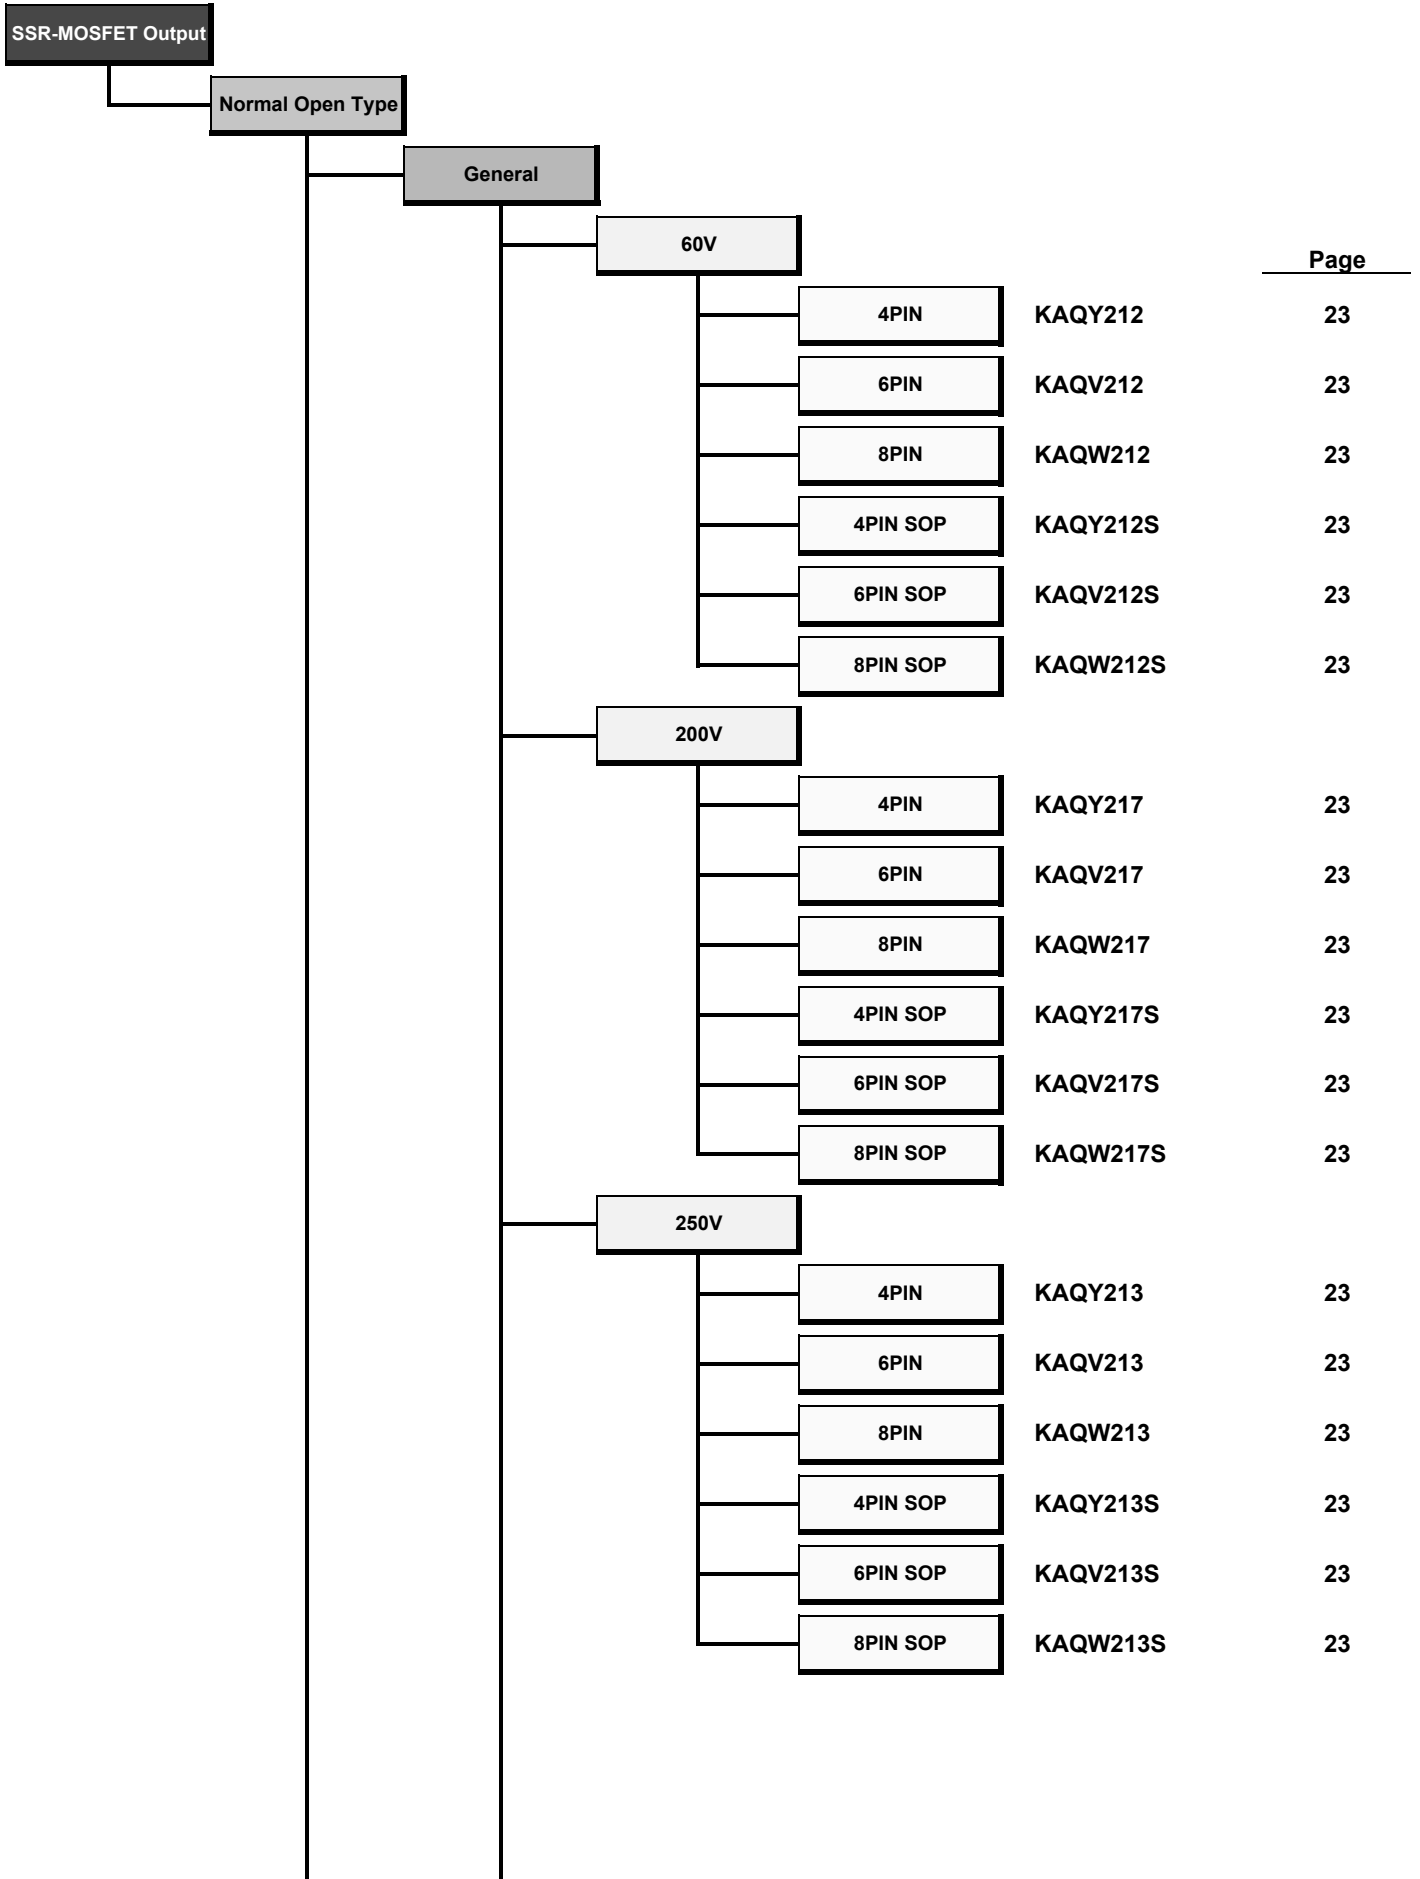 SSR-MOSFET Output
Normal Open Type
General
60V
Page
4PIN KAQY212 23
6PIN KAQV212 23
8PIN KAQW212 23
4PIN SOP KAQY212S 23
6PIN SOP KAQV212S 23
8PIN SOP KAQW212S 23
200V
4PIN KAQY217 23
6PIN KAQV217 23
8PIN KAQW217 23
4PIN SOP KAQY217S 23
6PIN SOP KAQV217S 23
8PIN SOP KAQW217S 23
250V
4PIN KAQY213 23
6PIN KAQV213 23
8PIN KAQW213 23
4PIN SOP KAQY213S 23
6PIN SOP KAQV213S 23
8PIN SOP KAQW213S 23